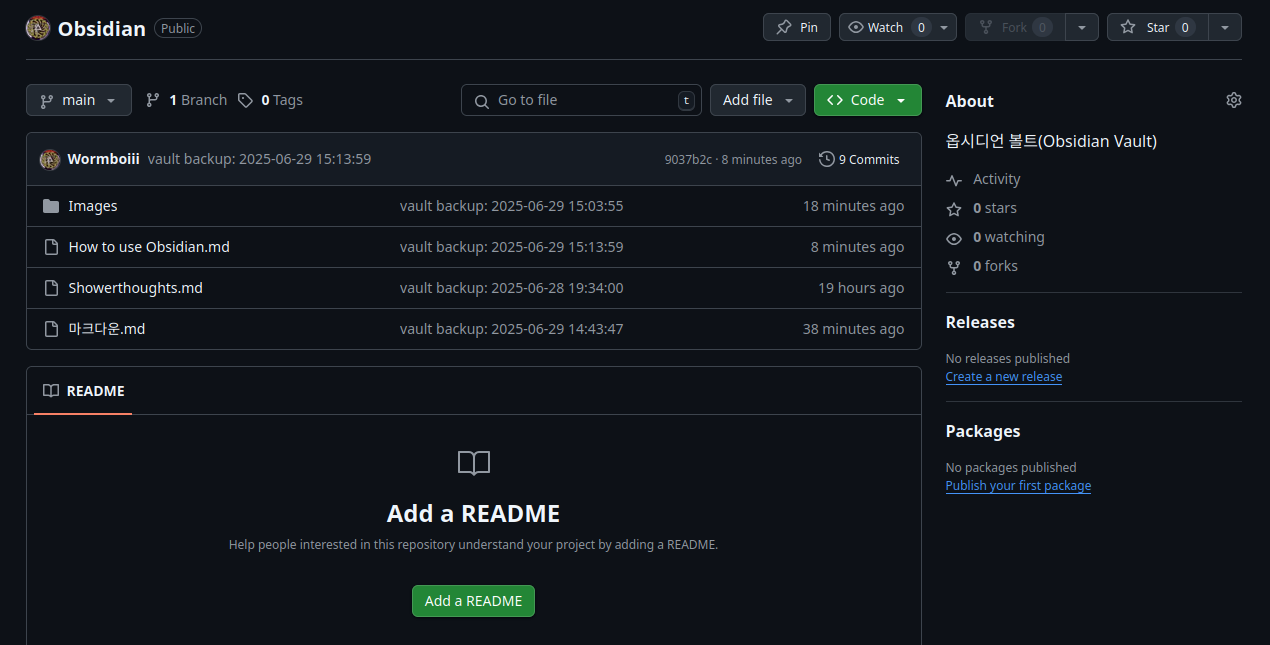 Obsidian Public Pin Watch 0 Fork 0 Star 0
main 1 Branch 0 Tags Go to file t Add file Code
Wormboiii vault backup: 2025-06-29 15:13:59 9037b2c · 8 minutes ago 9 Commits
Images vault backup: 2025-06-29 15:03:55 18 minutes ago
How to use Obsidian.md vault backup: 2025-06-29 15:13:59 8 minutes ago
Showerthoughts.md vault backup: 2025-06-28 19:34:00 19 hours ago
마크다운.md vault backup: 2025-06-29 14:43:47 38 minutes ago
README
Add a README
Help people interested in this repository understand your project by adding a README.
Add a README
About
옵시디언 볼트(Obsidian Vault)
Activity
0 stars
0 watching
0 forks
Releases
No releases published
Create a new release
Packages
No packages published
Publish your first package